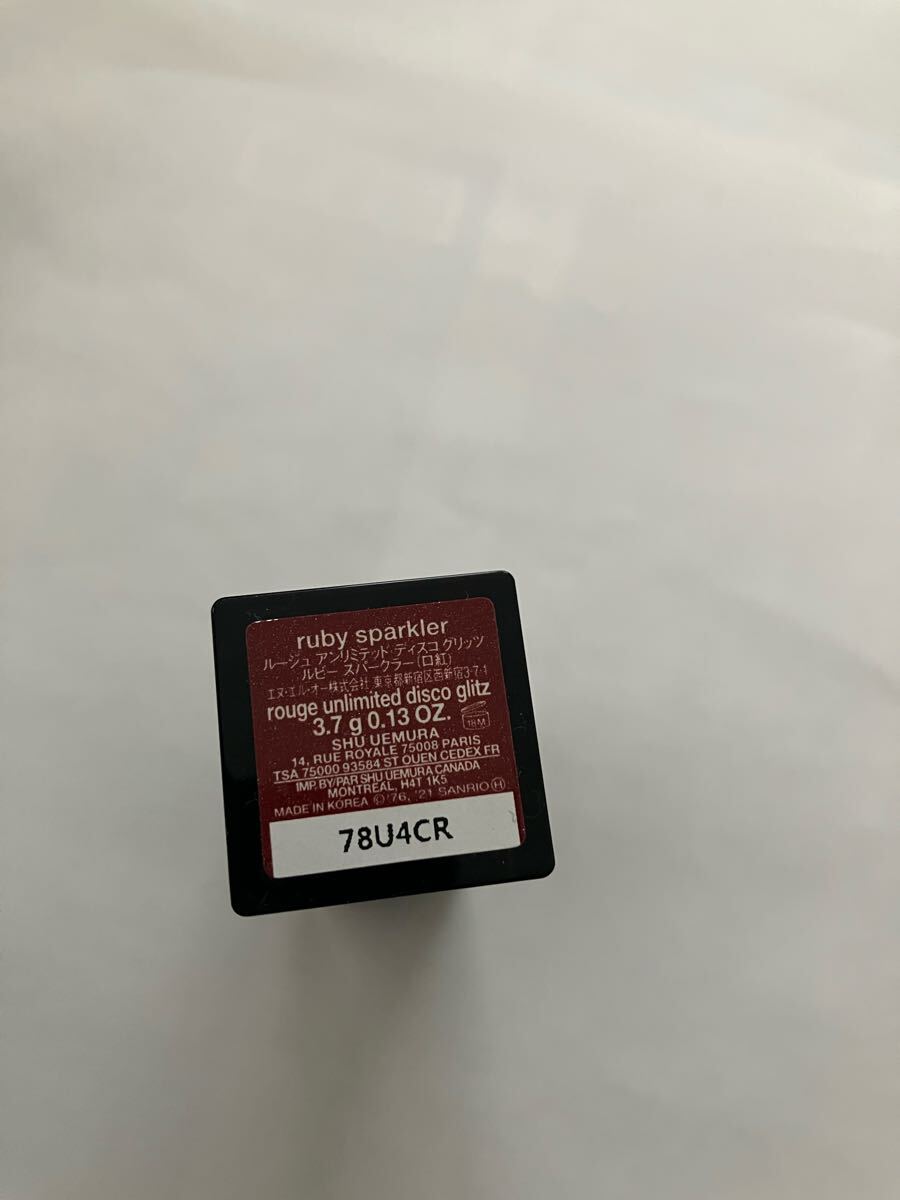 ruby sparkler
ルージュ アンリミテッド ディスコ グリッツ
ルビー スパークラー(口紅)
エヌ・エル・オー株式会社 東京都新宿区西新宿3-7-1
rouge unlimited disco glitz
3.7 g 0.13 OZ.
18M
SHU UEMURA
14, RUE ROYALE 75008 PARIS
TSA 75000 93584 ST OUEN CEDEX FR
IMP. BY/PAR SHU UEMURA CANADA
MONTREAL, H4T 1K5
MADE IN KOREA ©'76, '21 SANRIO Ⓗ
78U4CR